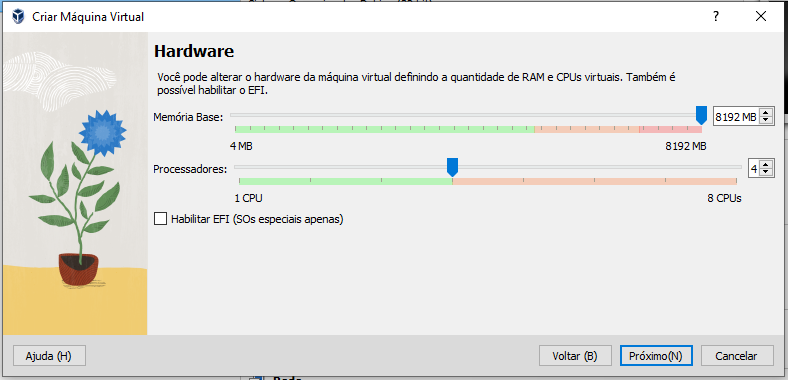 Criar Máquina Virtual
?
Hardware
Você pode alterar o hardware da máquina virtual definindo a quantidade de RAM e CPUs virtuais. Também é
possível habilitar o EFI.
Memória Base:
8192 MB
4 MB
8192 MB
Processadores:
4
1 CPU
8 CPUs
Habilitar EFI (SOs especiais apenas)
Ajuda (H)
Voltar (B)
Próximo(N)
Cancelar